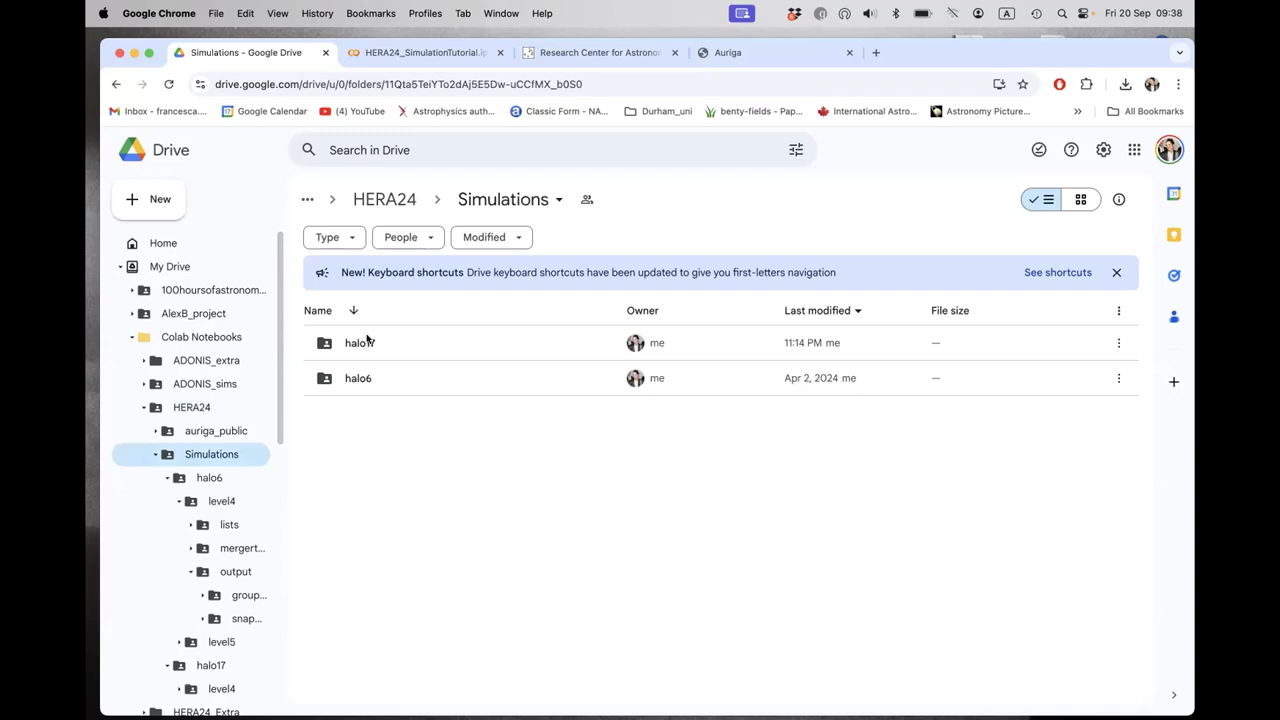 Google Chrome File Edit View History Bookmarks Profiles Tab Window Help A Fri 20 Sep 09:38
Simulations - Google Drive HERA24_SimulationTutorial.ip Research Center for Astronom Auriga
drive.google.com/drive/u/0/folders/11Qta5TeiYTo2dAj5E5Dw-uCCfMX_b0S0
Inbox - francesca.... Google Calendar (4) YouTube Astrophysics auth... Classic Form - NA... Durham_uni benty-fields - Pap... International Astro... Astronomy Picture... » All Bookmarks
Drive Search in Drive
New
HERA24 Simulations
Type People Modified
New! Keyboard shortcuts Drive keyboard shortcuts have been updated to give you first-letters navigation See shortcuts
Name Owner Last modified File size
halo17 me 11:14 PM me —
halo6 me Apr 2, 2024 me —
Home
My Drive
100hoursofastronom...
AlexB_project
Colab Notebooks
ADONIS_extra
ADONIS_sims
HERA24
auriga_public
Simulations
halo6
level4
lists
mergert...
output
group...
snap...
level5
halo17
level4
HERA24_Extra